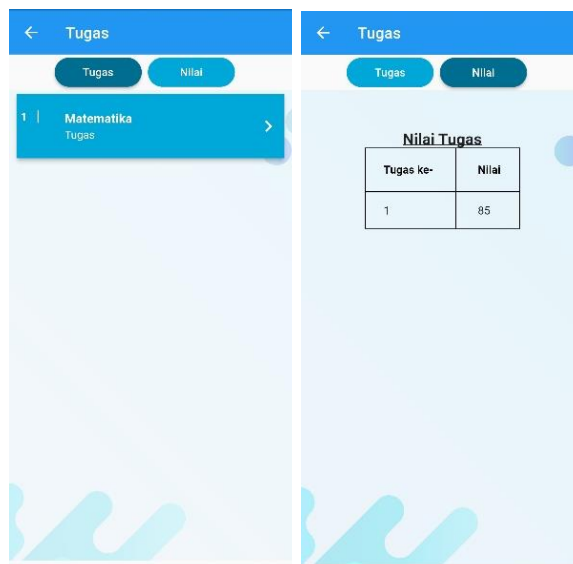 Tugas
Tugas Nilai
1 | Matematika
Tugas
Tugas
Tugas Nilai
Nilai Tugas
Tugas ke- Nilai
1 85